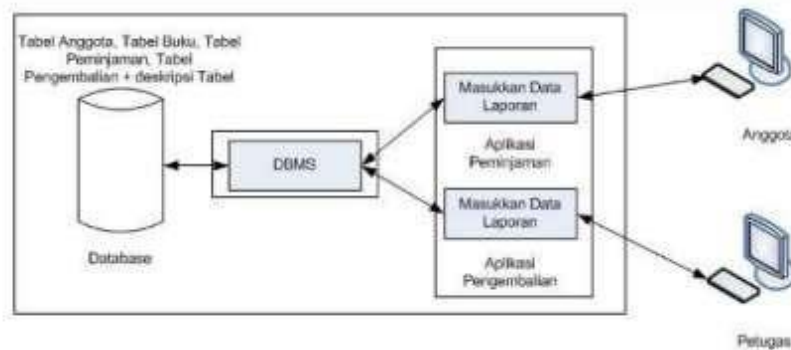 Tabel Anggota, Tabel Buku, Tabel
Peminjaman, Tabel
Pengembalian + deskripsi Tabel
Database
DBMS
Masukkan Data
Laporan
Aplikasi
Peminjaman
Masukkan Data
Laporan
Aplikasi
Pengembalian
Anggota
Petugas